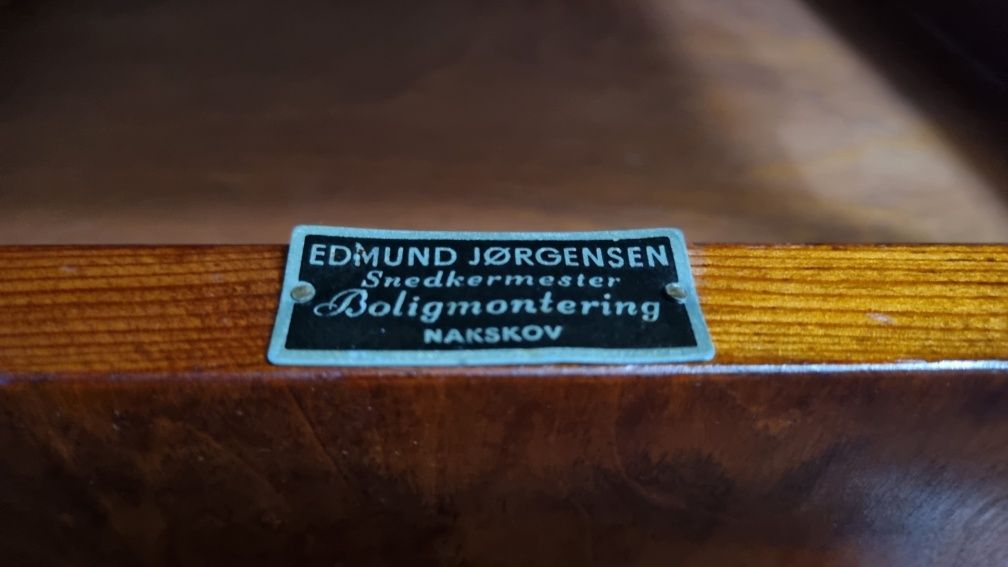 EDMUND JØRGENSEN
Snedkermester
Boligmontering
NAKSKOV